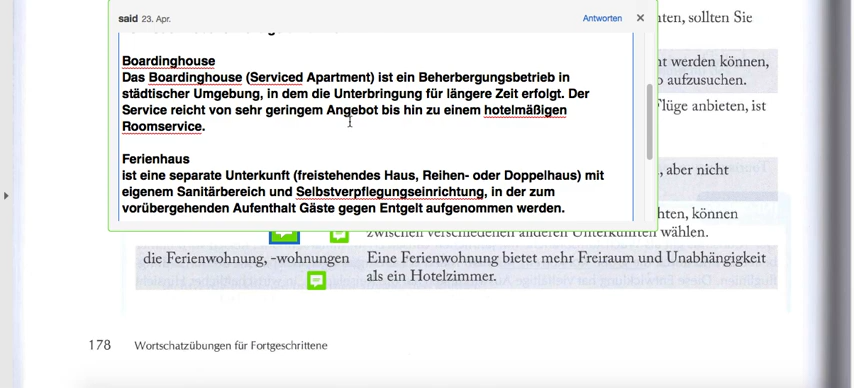 said 23. Apr.
Antworten
Boardinghouse
Das Boardinghouse (Serviced Apartment) ist ein Beherbergungsbetrieb in
städtischer Umgebung, in dem die Unterbringung für längere Zeit erfolgt. Der
Service reicht von sehr geringem Angebot bis hin zu einem hotelmäßigen
Roomservice.
Ferienhaus
ist eine separate Unterkunft (freistehendes Haus, Reihen- oder Doppelhaus) mit
eigenem Sanitärbereich und Selbstverpflegungseinrichtung, in der zum
vorübergehenden Aufenthalt Gäste gegen Entgelt aufgenommen werden.
sollten Sie
werden können,
aufzusuchen.
Flüge anbieten, ist
aber nicht
können
zwischen verschiedenen anderen Unterkünften wählen.
die Ferienwohnung, -wohnungen Eine Ferienwohnung bietet mehr Freiraum und Unabhängigkeit
als ein Hotelzimmer.
178 Wortschatzübungen für Fortgeschrittene